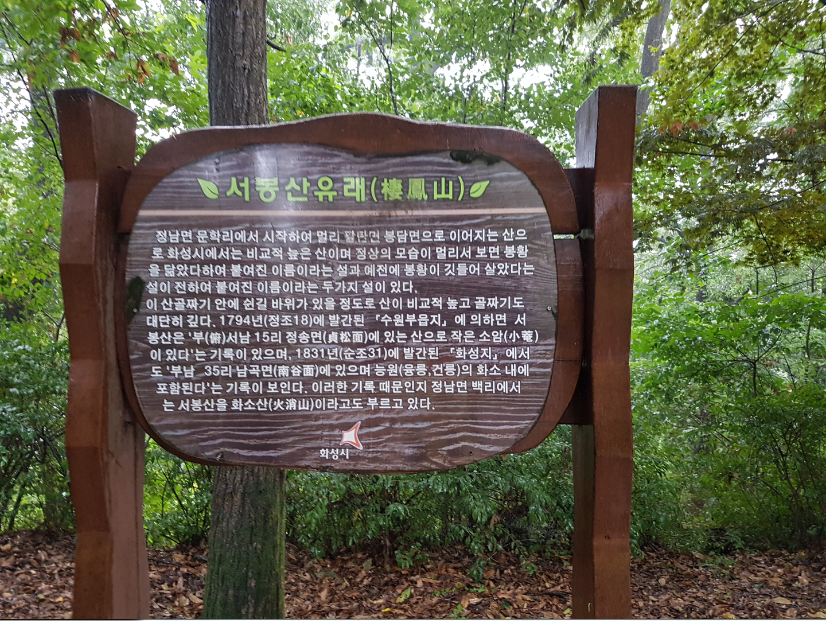 서봉산유래(棲鳳山)
정남면 문학리에서 시작하여 멀리 팔탄면 봉담면으로 이어지는 산으
로 화성시에서는 비교적 높은 산이며 정상의 모습이 멀리서 보면 봉황
을 닮았다하여 붙여진 이름이라는 설과 예전에 봉황이 깃들어 살았다는
설이 전하여 붙여진 이름이라는 두가지 설이 있다.
이 산골짜기 안에 쉰길 바위가 있을 정도로 산이 비교적 높고 골짜기도
대단히 깊다. 1794년(정조18)에 발간된 『수원부읍지』에 의하면 서
봉산은 '부(俯)서남 15리 정송면(貞松面)에 있는 산으로 작은 소암(小菴)
이 있다'는 기록이 있으며, 1831년(순조31)에 발간된 『화성지』에서
도 '부남 35리 남곡면(南谷面)에 있으며 능원(융릉,건릉)의 화소 내에
포함된다'는 기록이 보인다. 이러한 기록 때문인지 정남면 백리에서
는 서봉산을 화소산(火消山)이라고도 부르고 있다.
화성시